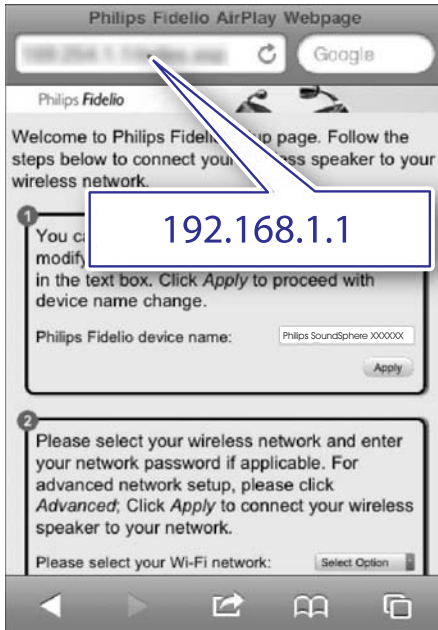 Philips Fidelio AirPlay Webpage
Google
Philips Fidelio
Welcome to Philips Fidelio up page. Follow the
steps below to connect your ss speaker to your
wireless network.
192.168.1.1
1
You
modify
in the text box. Click Apply to proceed with
device name change.
Philips Fidelio device name:
Philips SoundSphere XXXXXX
Apply
2
Please select your wireless network and enter
your network password if applicable. For
advanced network setup, please click
Advanced; Click Apply to connect your wireless
speaker to your network.
Please select your Wi-Fi network:
Select Option